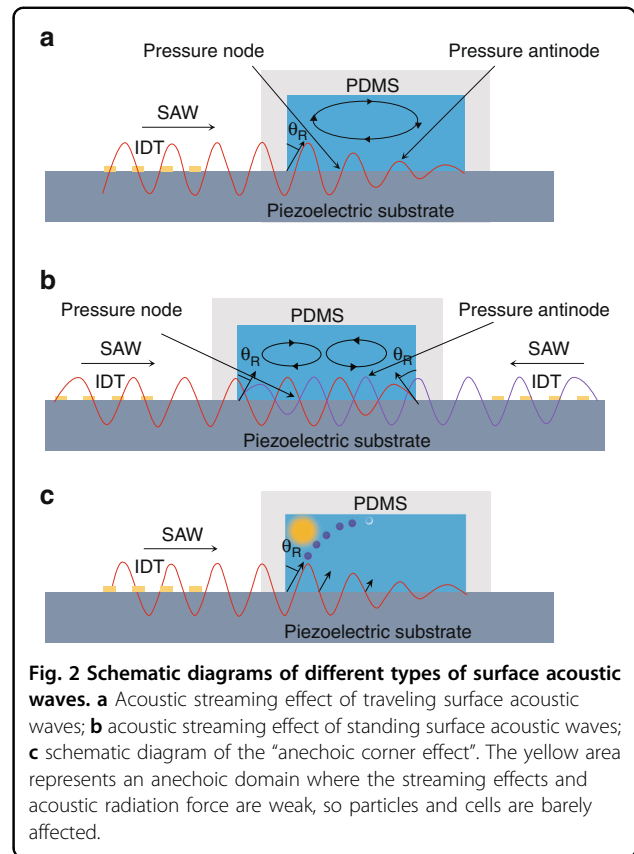 a
Pressure node
Pressure antinode
PDMS
SAW
θR
IDT
Piezoelectric substrate
b
Pressure node
Pressure antinode
PDMS
SAW
SAW
θR
θR
IDT
IDT
Piezoelectric substrate
c
PDMS
SAW
θR
IDT
Piezoelectric substrate
Fig. 2 Schematic diagrams of different types of surface acoustic
waves. a Acoustic streaming effect of traveling surface acoustic
waves; b acoustic streaming effect of standing surface acoustic waves;
c schematic diagram of the “anechoic corner effect”. The yellow area
represents an anechoic domain where the streaming effects and
acoustic radiation force are weak, so particles and cells are barely
affected.